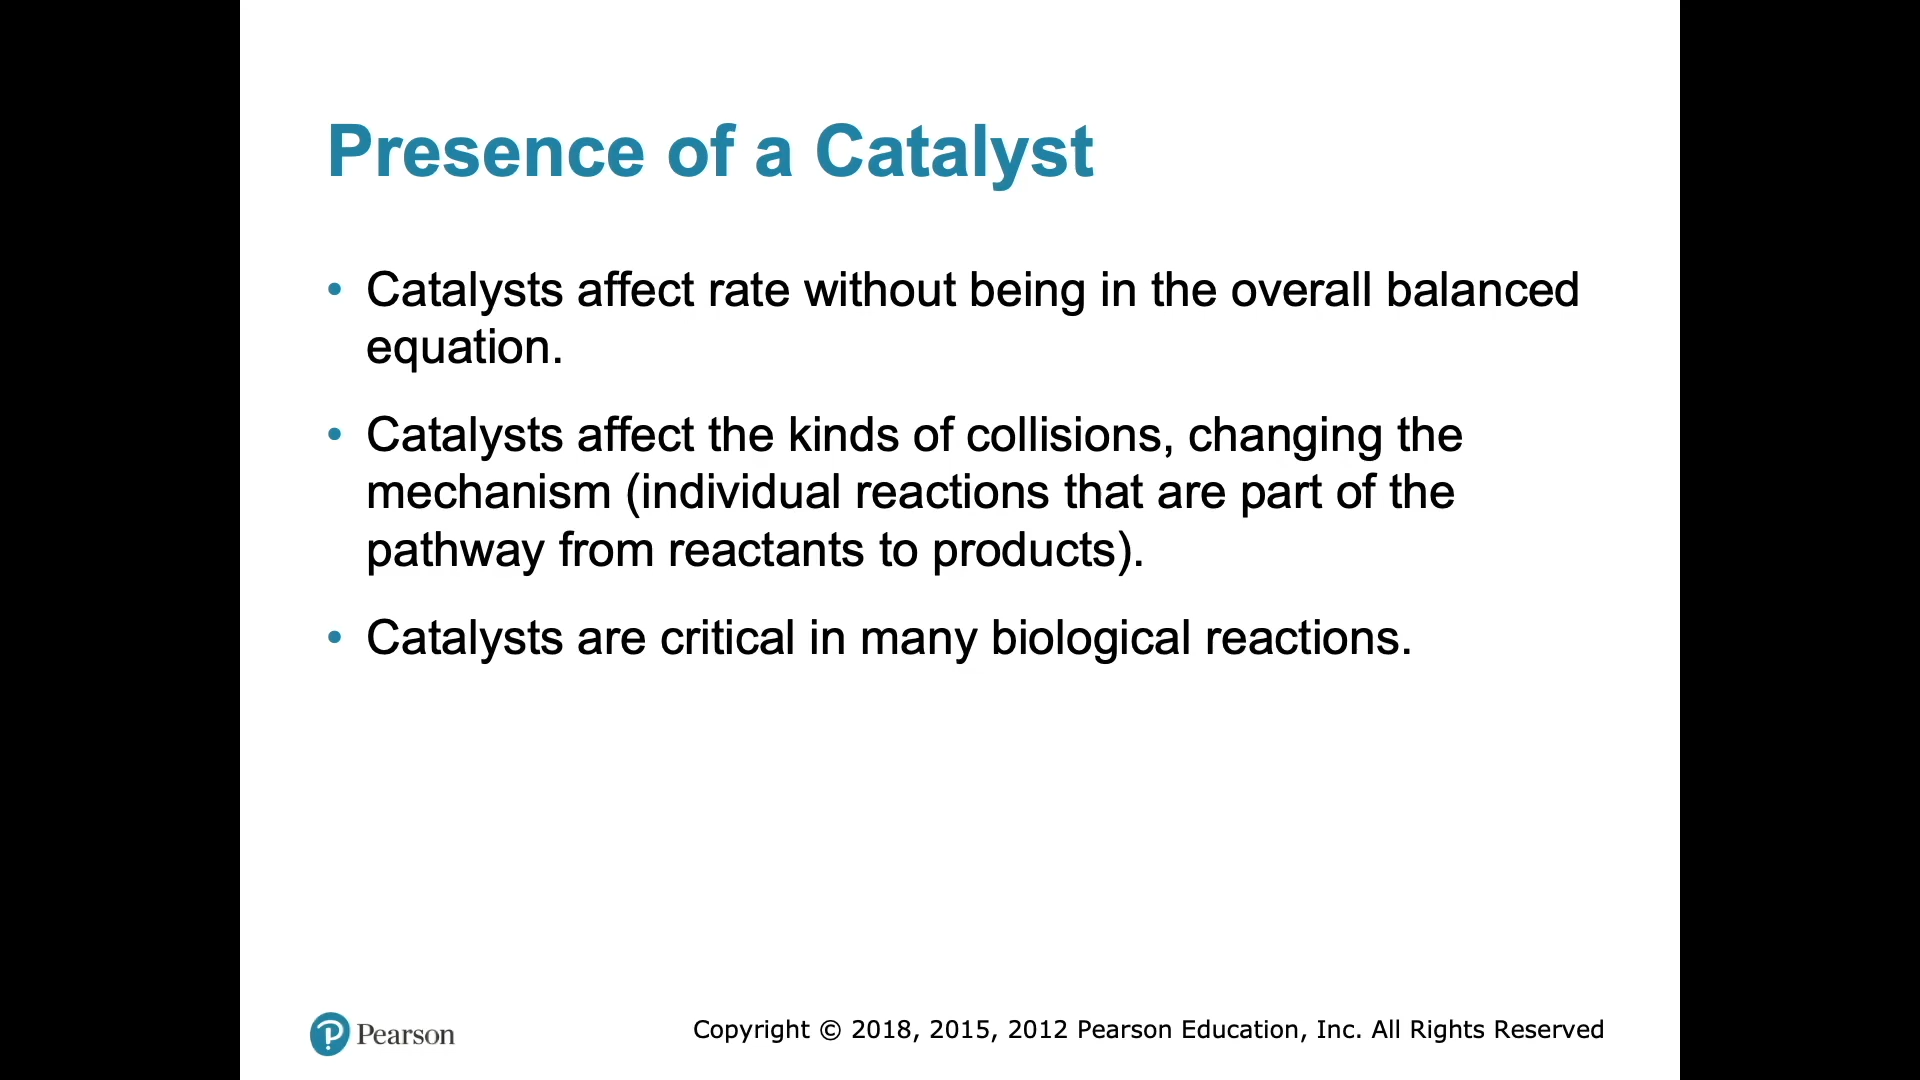 Presence of a Catalyst
• Catalysts affect rate without being in the overall balanced
equation.
• Catalysts affect the kinds of collisions, changing the
mechanism (individual reactions that are part of the
pathway from reactants to products).
• Catalysts are critical in many biological reactions.
Pearson
Copyright © 2018, 2015, 2012 Pearson Education, Inc. All Rights Reserved